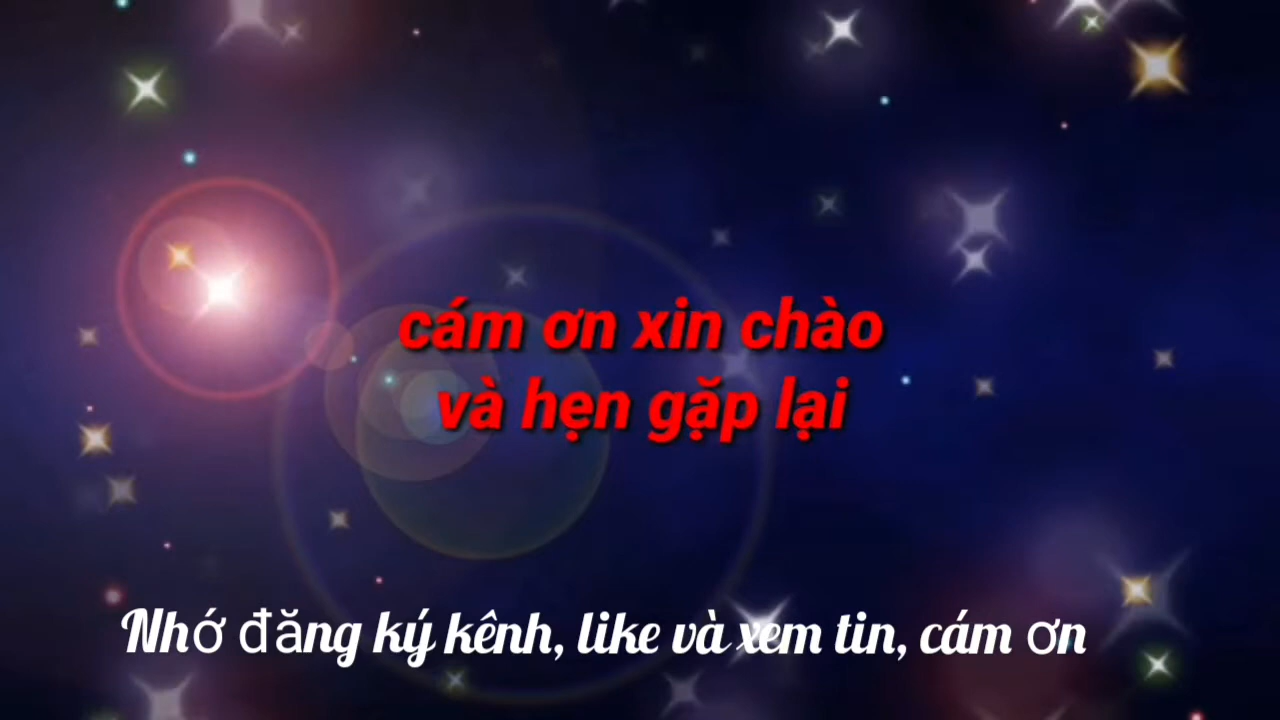 cám ơn xin chào
và hẹn gặp lại
Nhớ đăng ký kênh, like và xem tin, cám ơn